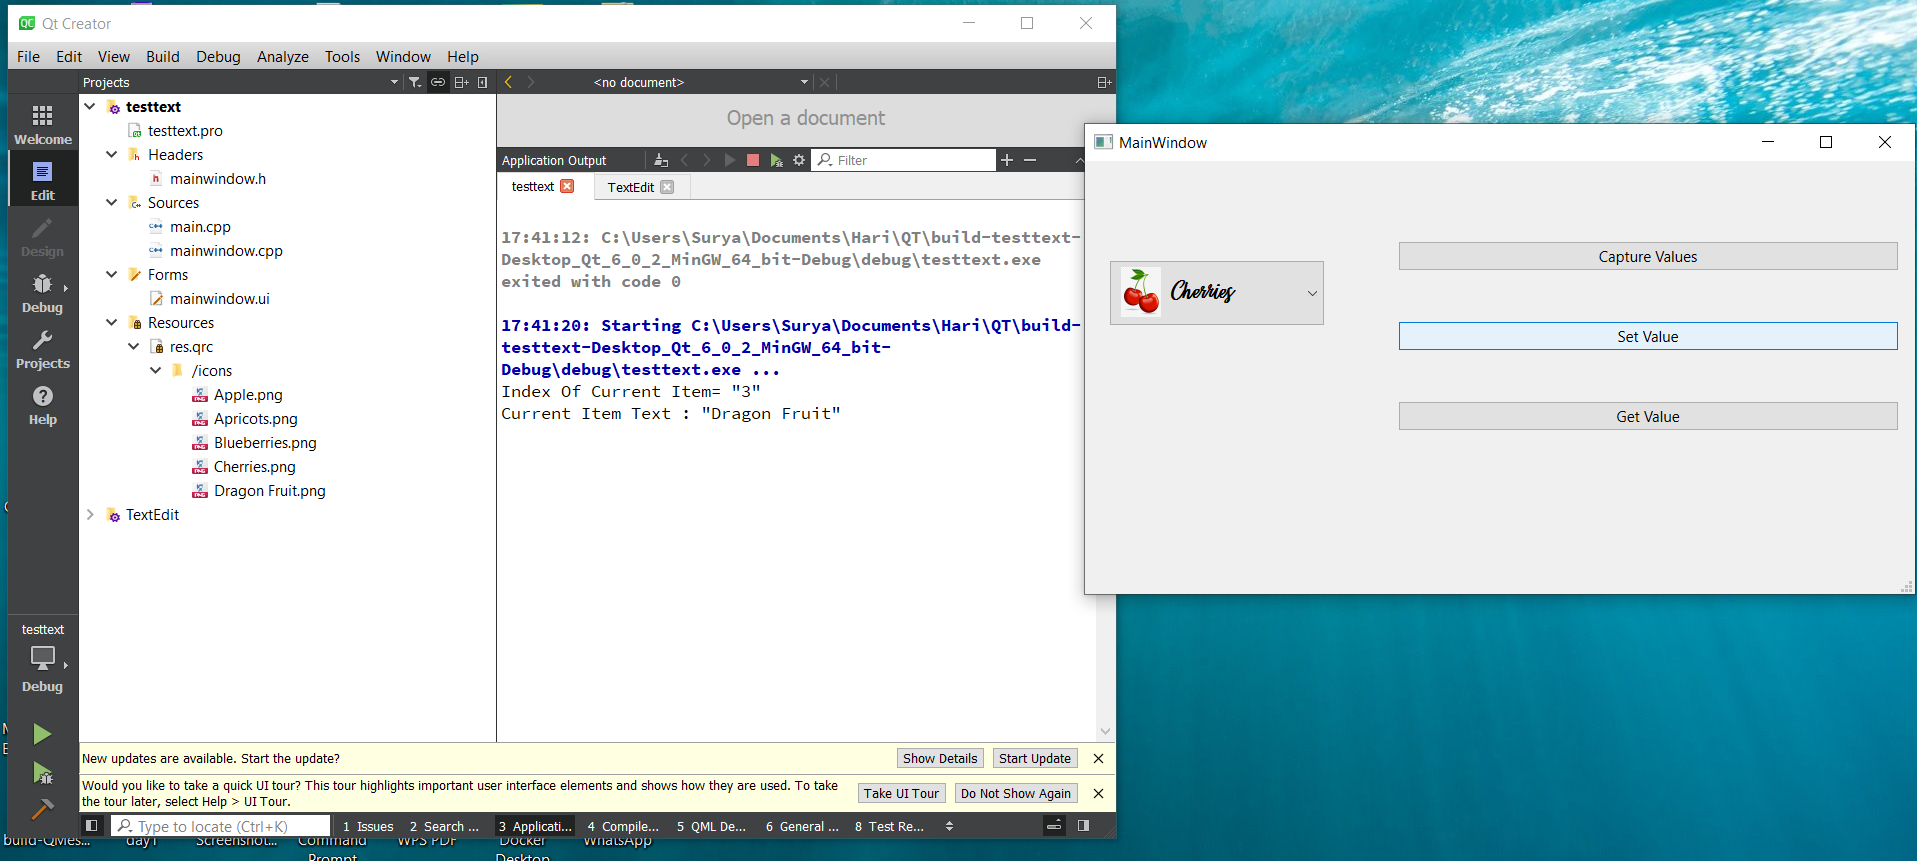 Qt Creator
File Edit View Build Debug Analyze Tools Window Help
Projects
<no document>
Welcome
Edit
Design
Debug
Projects
Help
testtext
Debug
testtext
testtext.pro
Headers
mainwindow.h
Sources
main.cpp
mainwindow.cpp
Forms
mainwindow.ui
Resources
res.qrc
/icons
Apple.png
Apricots.png
Blueberries.png
Cherries.png
Dragon Fruit.png
TextEdit
Open a document
Application Output
Filter
testtext
TextEdit
17:41:12: C:\Users\Surya\Documents\Hari\QT\build-testtext-
Desktop_Qt_6_0_2_MinGW_64_bit-Debug\debug\testtext.exe
exited with code 0
17:41:20: Starting C:\Users\Surya\Documents\Hari\QT\build-
testtext-Desktop_Qt_6_0_2_MinGW_64_bit-
Debug\debug\testtext.exe ...
Index Of Current Item= "3"
Current Item Text : "Dragon Fruit"
New updates are available. Start the update?
Show Details
Start Update
Would you like to take a quick UI tour? This tour highlights important user interface elements and shows how they are used. To take
the tour later, select Help > UI Tour.
Take UI Tour
Do Not Show Again
Type to locate (Ctrl+K)
1 Issues
2 Search ...
3 Applicati...
4 Compile...
5 QML De...
6 General ...
8 Test Re...
MainWindow
Cherries
Capture Values
Set Value
Get Value
build-QMes...
day1
Screenshot...
Command
Prompt
WPS PDF
Docker
Desktop
WhatsApp